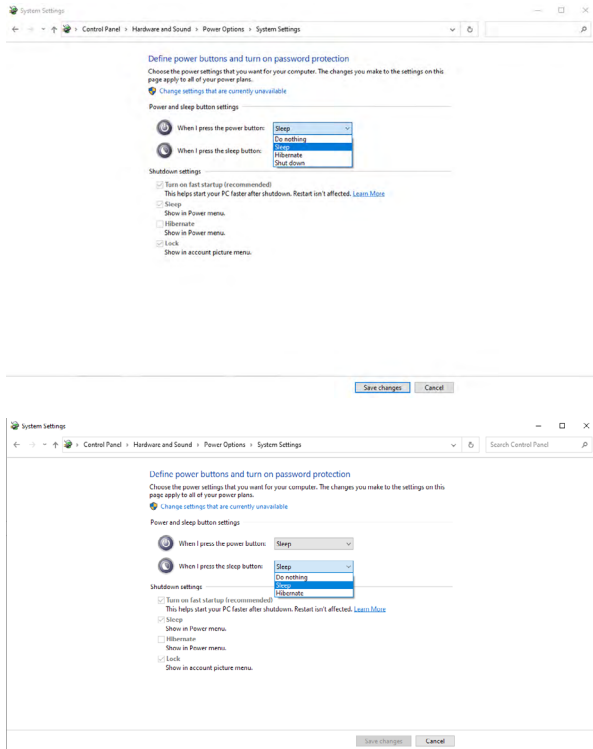 System Settings
Control Panel › Hardware and Sound › Power Options › System Settings
Define power buttons and turn on password protection
Choose the power settings that you want for your computer. The changes you make to the settings on this
page apply to all of your power plans.
Change settings that are currently unavailable
Power and sleep button settings
When I press the power button: Sleep
Do nothing
Sleep
Hibernate
Shut down
When I press the sleep button:
Shutdown settings
Turn on fast startup (recommended)
This helps start your PC faster after shutdown. Restart isn't affected. Learn More
Sleep
Show in Power menu.
Hibernate
Show in Power menu.
Lock
Show in account picture menu.
Save changes Cancel
System Settings
Control Panel › Hardware and Sound › Power Options › System Settings Search Control Panel
Define power buttons and turn on password protection
Choose the power settings that you want for your computer. The changes you make to the settings on this
page apply to all of your power plans.
Change settings that are currently unavailable
Power and sleep button settings
When I press the power button: Sleep
When I press the sleep button: Sleep
Do nothing
Sleep
Hibernate
Shutdown settings
Turn on fast startup (recommended)
This helps start your PC faster after shutdown. Restart isn't affected. Learn More
Sleep
Show in Power menu.
Hibernate
Show in Power menu.
Lock
Show in account picture menu.
Save changes Cancel